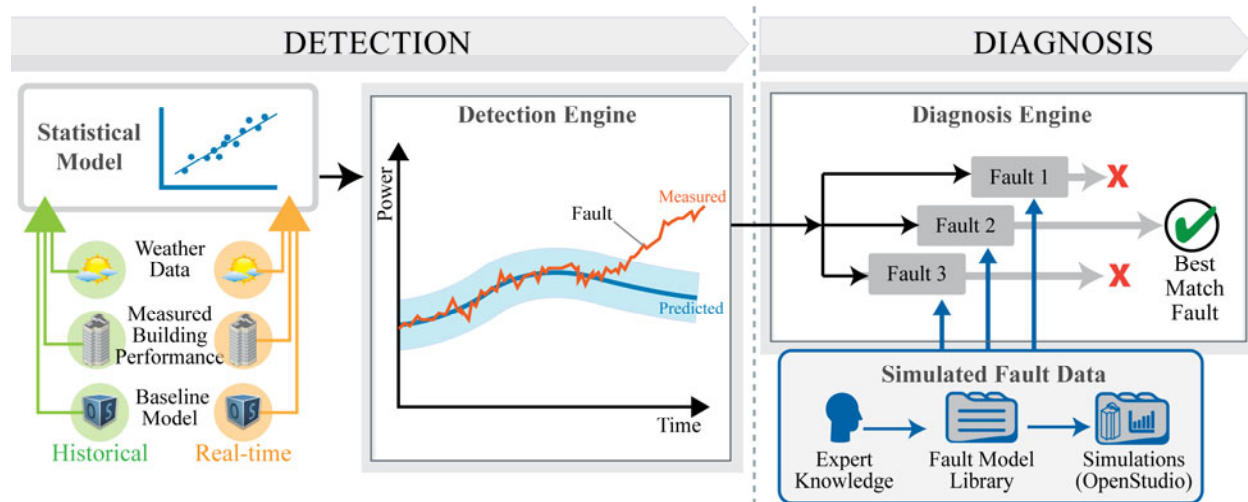 DETECTION
DIAGNOSIS
Statistical
Model
Weather
Data
Measured
Building
Performance
Baseline
Model
O S
O S
Historical
Real-time
Detection Engine
Power
Measured
Fault
Predicted
Time
Diagnosis Engine
Fault 1
X
Fault 2
Fault 3
X
Best
Match
Fault
Simulated Fault Data
Expert
Knowledge
Fault Model
Library
Simulations
(OpenStudio)